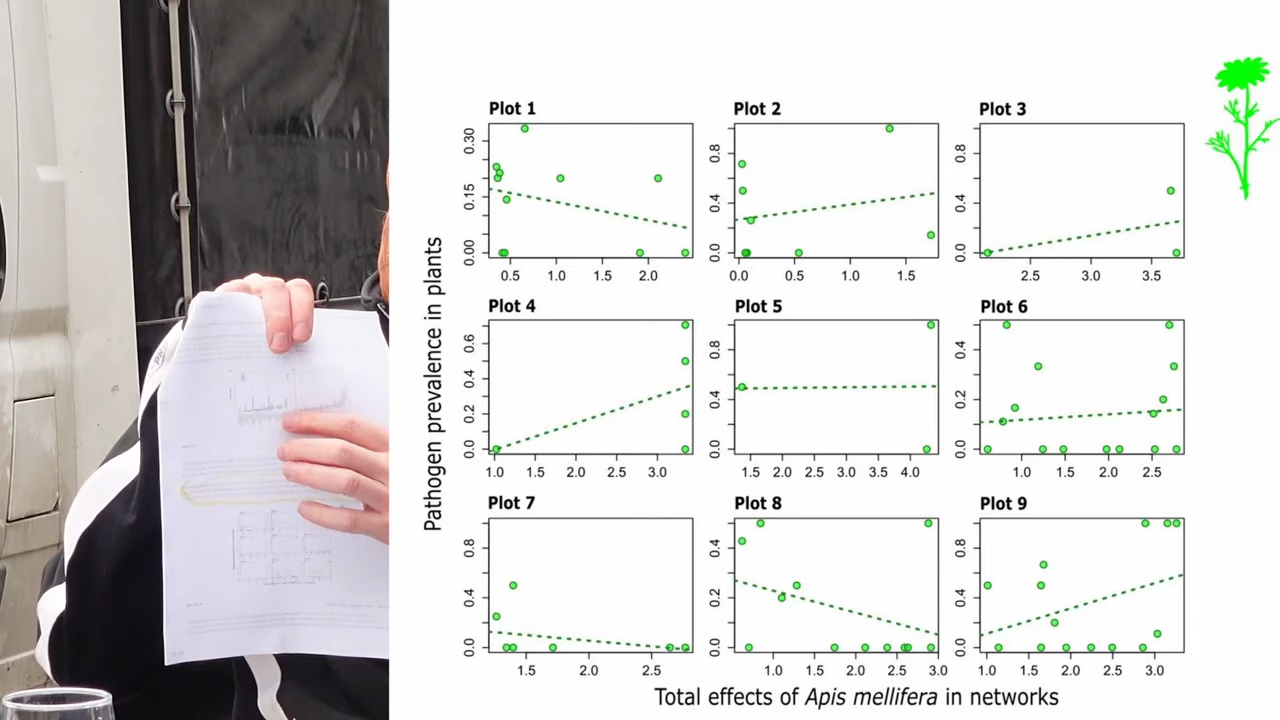 Plot 1
Plot 2
Plot 3
0.00 0.15 0.30
0.0 0.4 0.8
0.0 0.4 0.8
0.5 1.0 1.5 2.0
0.0 0.5 1.0 1.5
2.5 3.0 3.5
Plot 4
Plot 5
Plot 6
0.0 0.2 0.4 0.6
0.0 0.4 0.8
0.0 0.2 0.4
1.0 1.5 2.0 2.5 3.0
1.5 2.0 2.5 3.0 3.5 4.0
1.0 1.5 2.0 2.5
Plot 7
Plot 8
Plot 9
0.0 0.4 0.8
0.0 0.2 0.4
0.0 0.4 0.8
1.5 2.0 2.5
1.0 1.5 2.0 2.5 3.0
1.0 1.5 2.0 2.5 3.0
Pathogen prevalence in plants
Total effects of Apis mellifera in networks